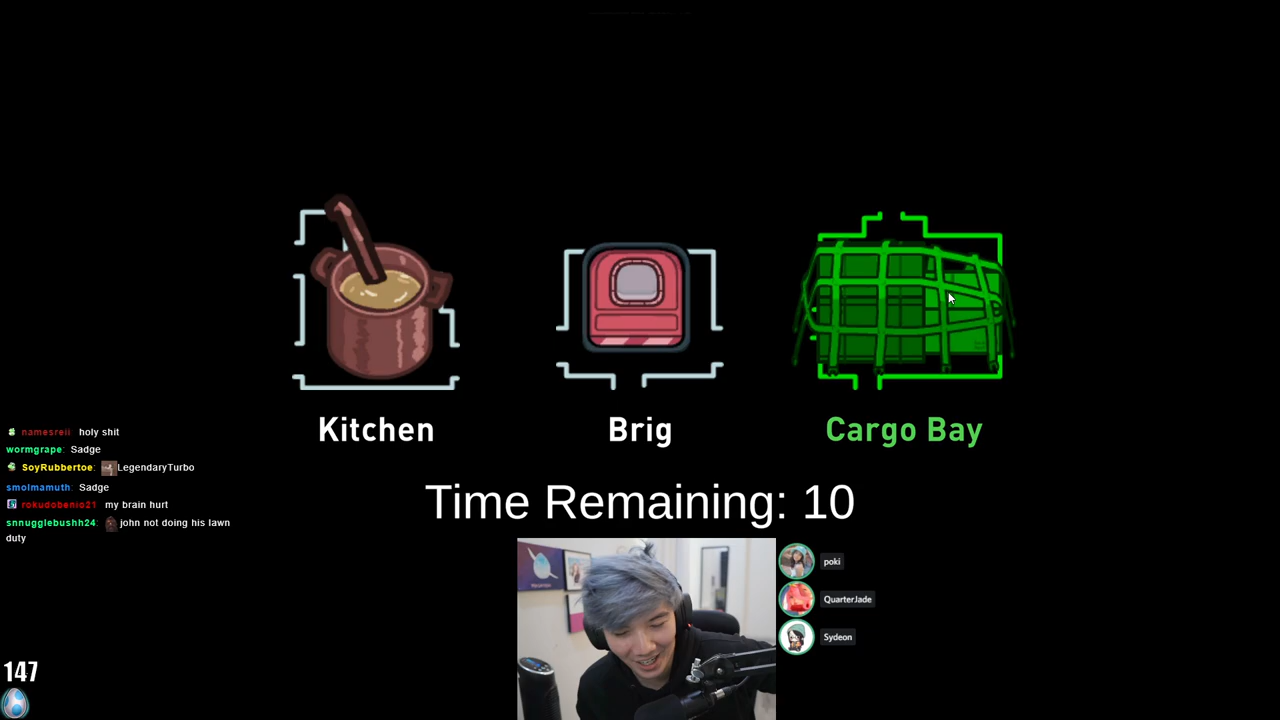 Kitchen
Brig
Cargo Bay
namesreii holy shit
wormgrape: Sadge
SoyRubbertoe: LegendaryTurbo
smolmamuth: Sadge
rokudobenio21 my brain hurt
snnugglebushh24: john not doing his lawn
duty
Time Remaining: 10
poki
QuarterJade
Sydeon
147